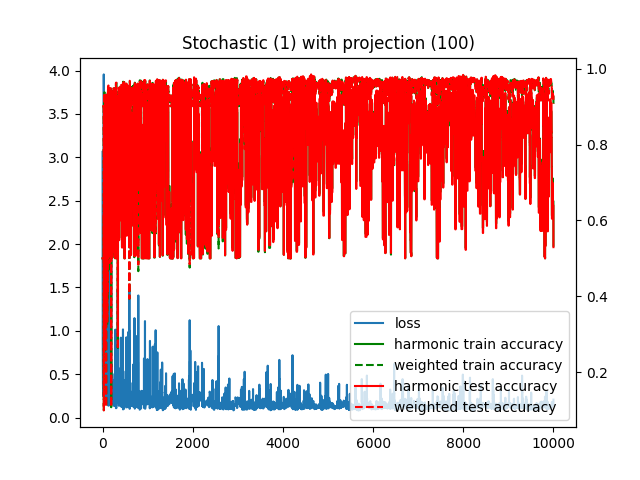 Stochastic (1) with projection (100)
4.0
3.5
3.0
2.5
2.0
1.5
1.0
0.5
0.0
1.0
0.8
0.6
0.4
0.2
loss
harmonic train accuracy
weighted train accuracy
harmonic test accuracy
weighted test accuracy
0 2000 4000 6000 8000 10000